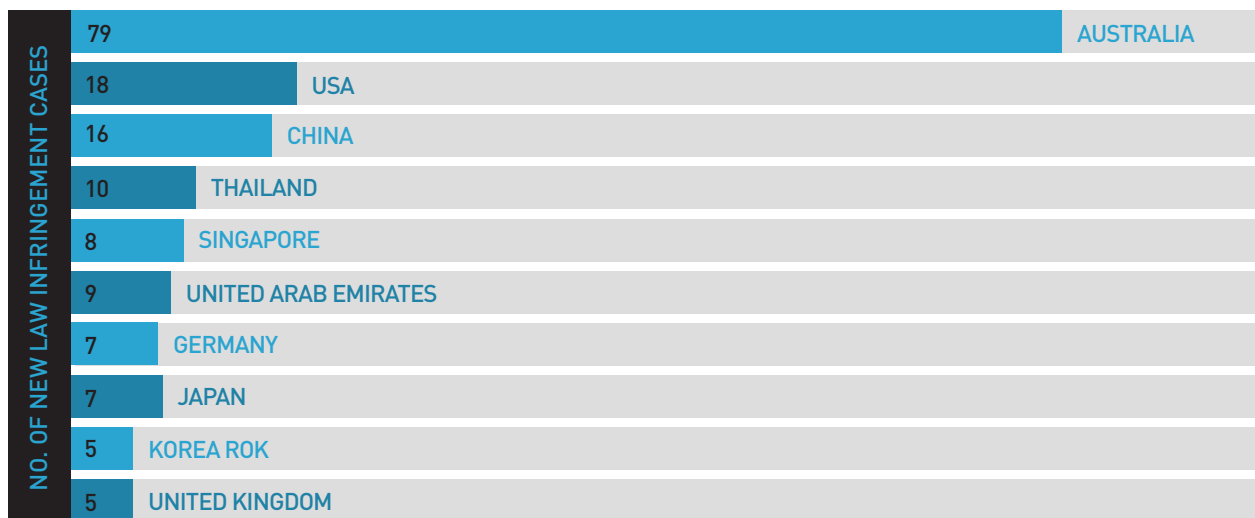 NO. OF NEW LAW INFRINGEMENT CASES
79 AUSTRALIA
18 USA
16 CHINA
10 THAILAND
8 SINGAPORE
9 UNITED ARAB EMIRATES
7 GERMANY
7 JAPAN
5 KOREA ROK
5 UNITED KINGDOM